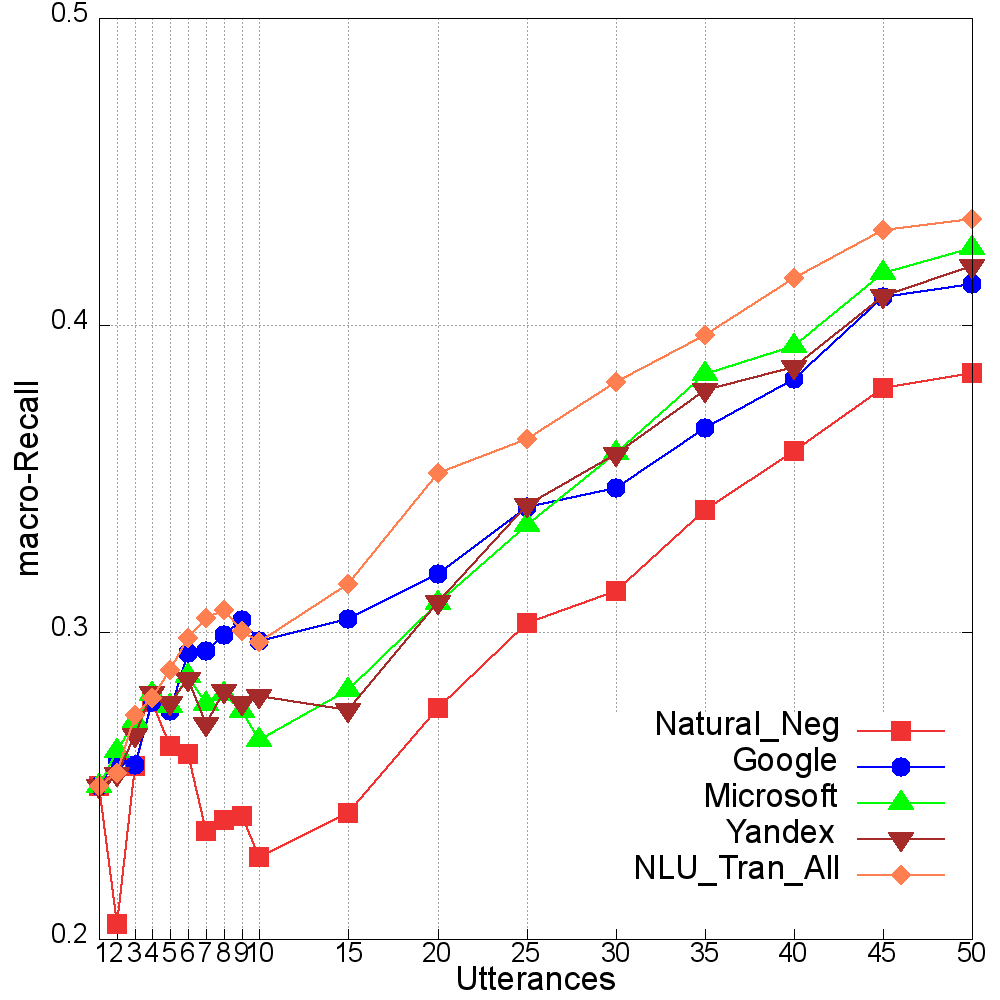 0.5
0.4
0.3
0.2
macro-Recall
Natural_Neg
Google
Microsoft
Yandex
NLU_Tran_All
1 2 3 4 5 6 7 8 9 10 15 20 25 30 35 40 45 50
Utterances